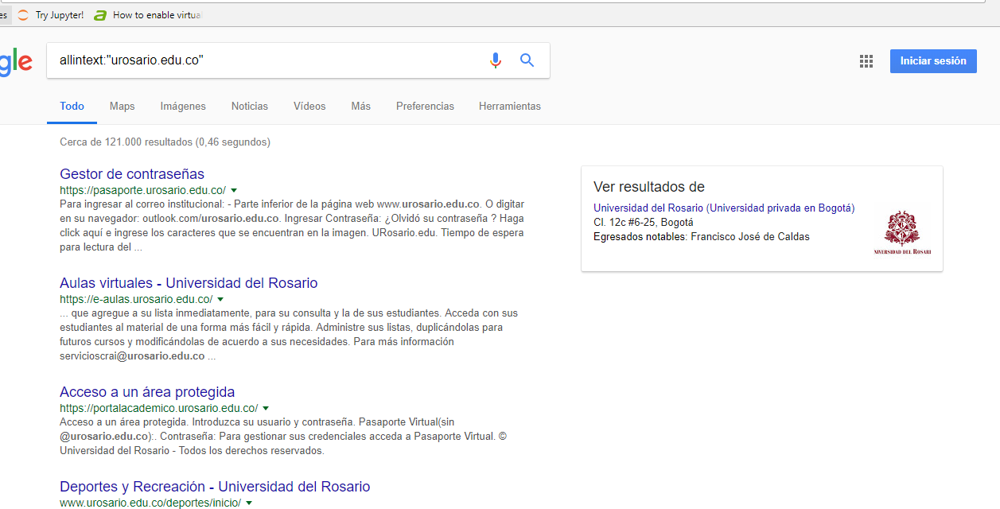 es Try Jupyter! How to enable virtua
gle
allintext:"urosario.edu.co"
Iniciar sesión
Todo Maps Imágenes Noticias Vídeos Más Preferencias Herramientas
Cerca de 121.000 resultados (0,46 segundos)
Gestor de contraseñas
https://pasaporte.urosario.edu.co/
Para ingresar al correo institucional: - Parte inferior de la página web www.urosario.edu.co. O digitar
en su navegador: outlook.com/urosario.edu.co. Ingresar Contraseña: ¿Olvidó su contraseña ? Haga
click aquí e ingrese los caracteres que se encuentran en la imagen. URosario.edu. Tiempo de espera
para lectura del ...
Aulas virtuales - Universidad del Rosario
https://e-aulas.urosario.edu.co/
... que agregue a su lista inmediatamente, para su consulta y la de sus estudiantes. Acceda con sus
estudiantes al material de una forma más fácil y rápida. Administre sus listas, duplicándolas para
futuros cursos y modificándolas de acuerdo a sus necesidades. Para más información
servicioscrai@urosario.edu.co ...
Acceso a un área protegida
https://portalacademico.urosario.edu.co/
Acceso a un área protegida. Introduzca su usuario y contraseña. Pasaporte Virtual(sin
@urosario.edu.co):. Contraseña: Para gestionar sus credenciales acceda a Pasaporte Virtual. ©
Universidad del Rosario - Todos los derechos reservados.
Deportes y Recreación - Universidad del Rosario
www.urosario.edu.co/deportes/inicio/
Ver resultados de
Universidad del Rosario (Universidad privada en Bogotá)
Cl. 12c #6-25, Bogotá
Egresados notables: Francisco José de Caldas
NIVERSIDAD DEL ROSARI